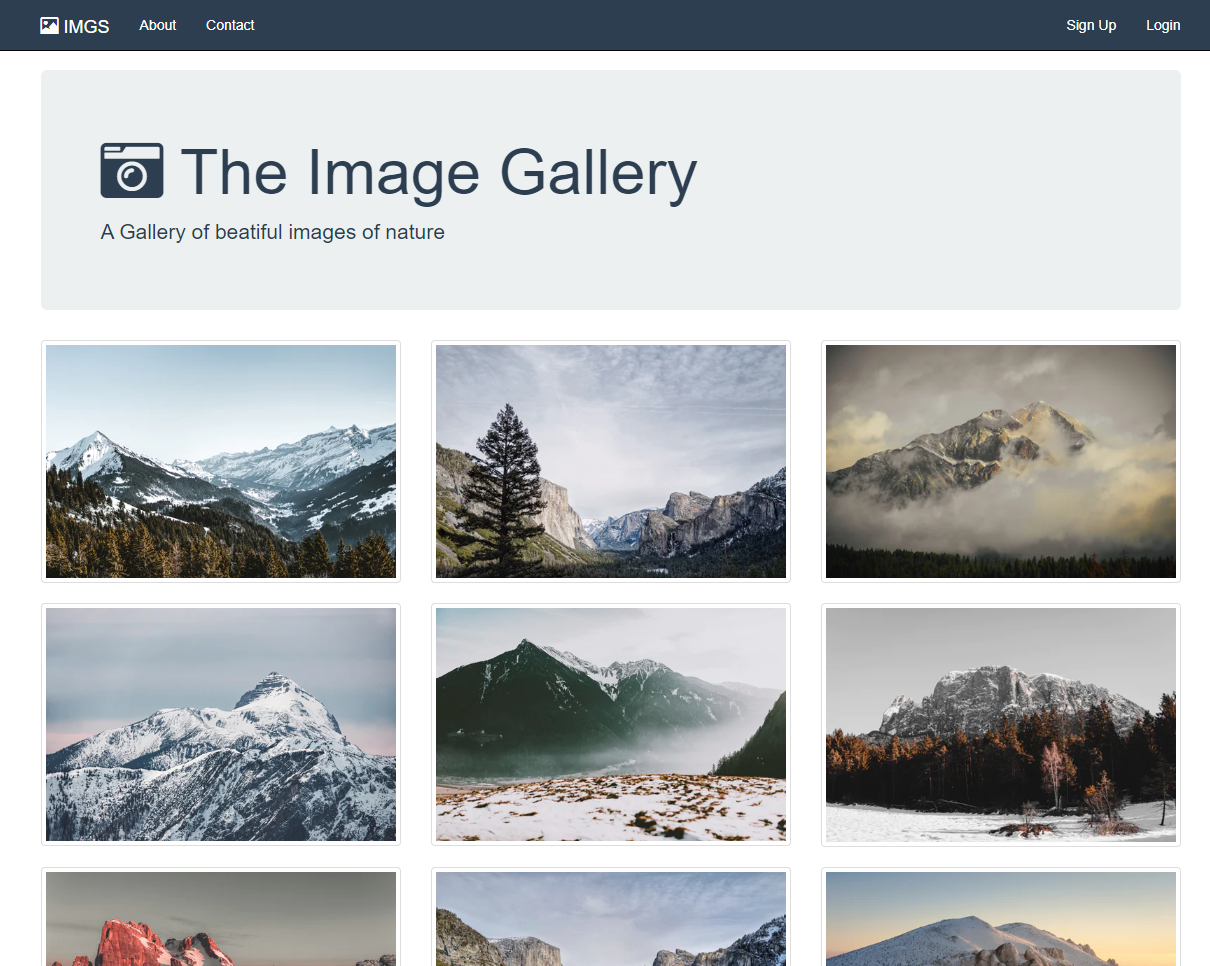 IMGS About Contact Sign Up Login
The Image Gallery
A Gallery of beatiful images of nature